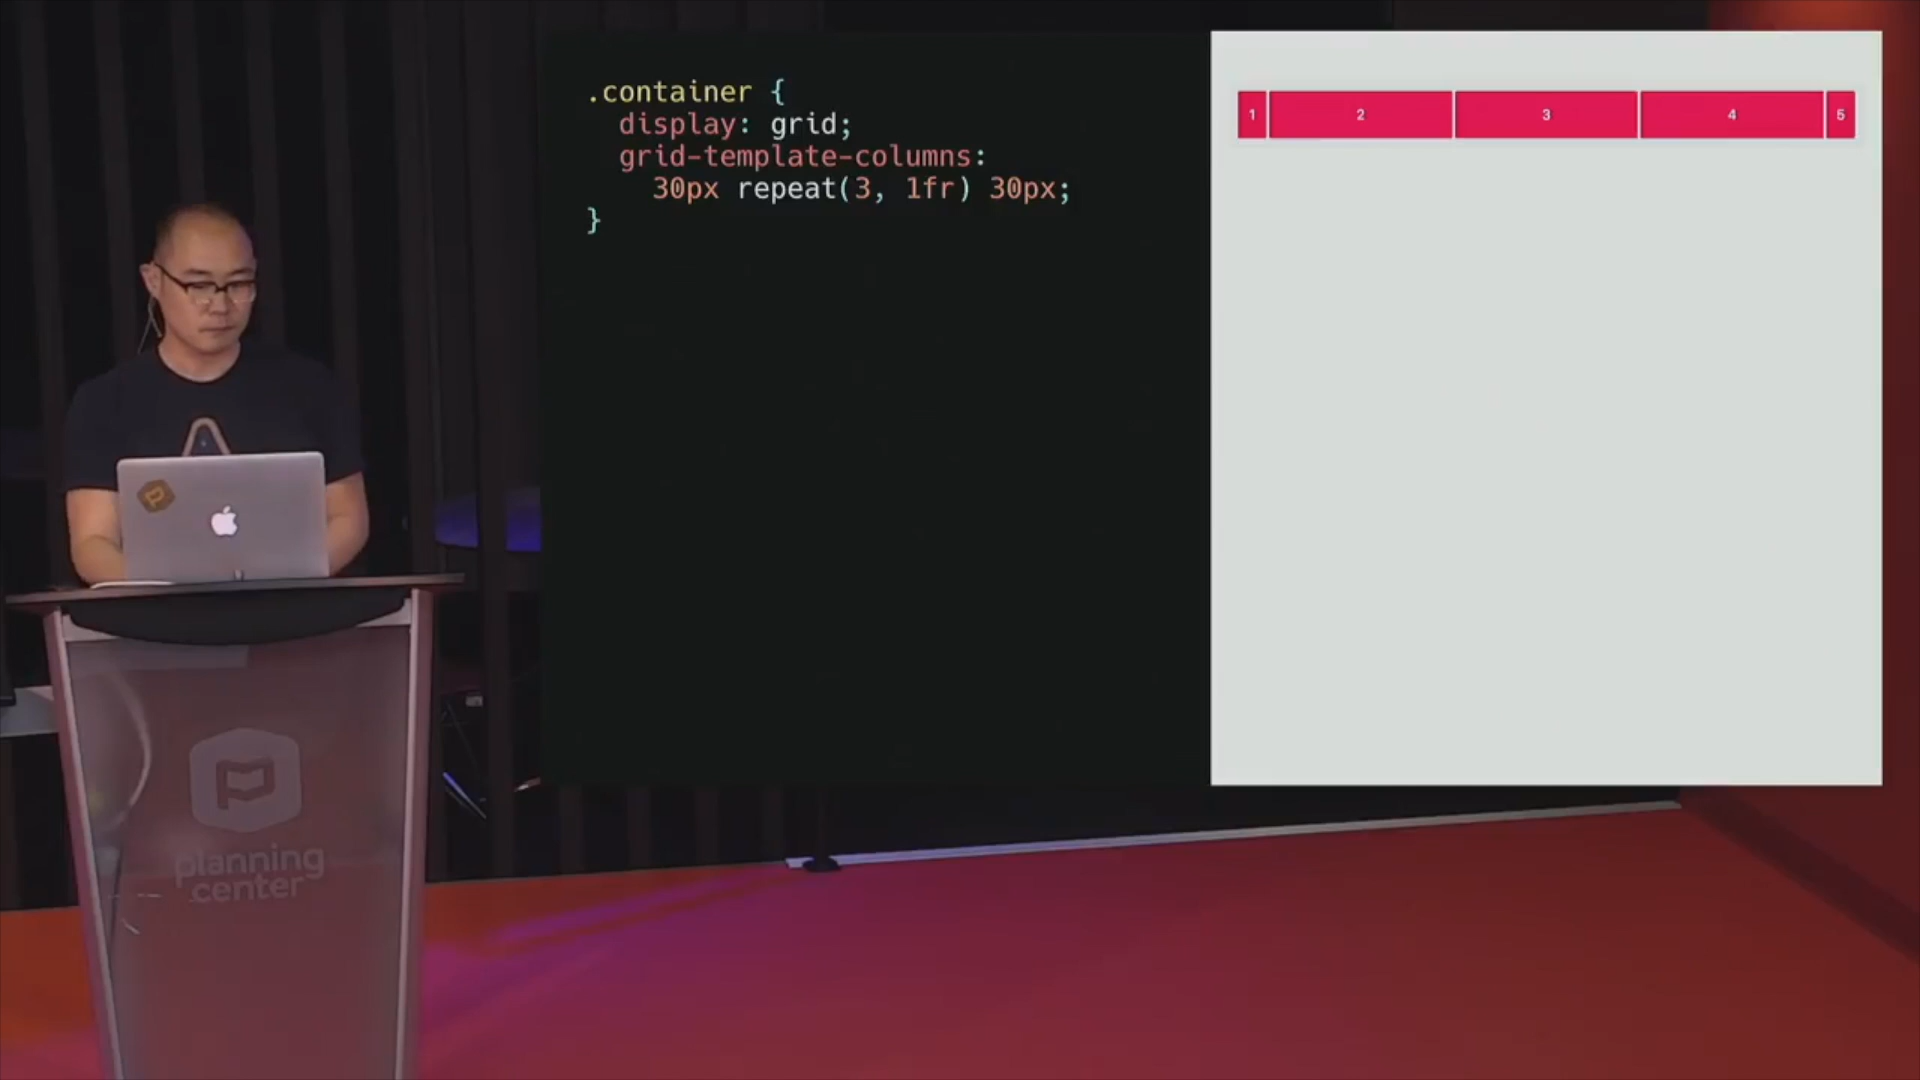 .container {
display: grid;
grid-template-columns:
30px repeat(3, 1fr) 30px;
}
1 2 3 4 5
planning
center